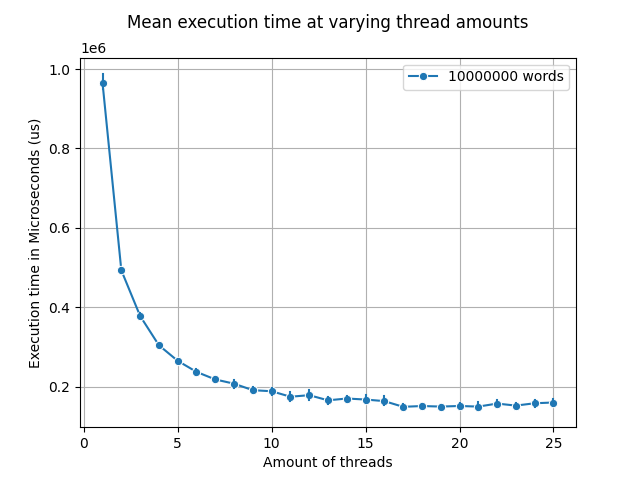 Mean execution time at varying thread amounts
1e6
10000000 words
1.0
0.8
0.6
0.4
0.2
Execution time in Microseconds (us)
0 5 10 15 20 25
Amount of threads